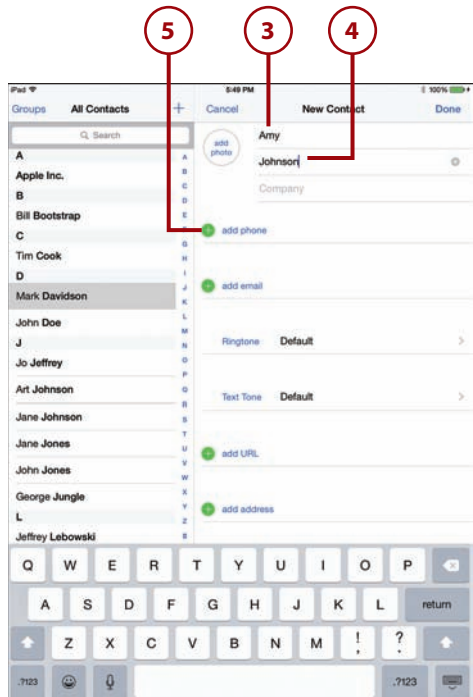 5 3 4
iPad 5:49 PM 100%
Groups All Contacts + Cancel New Contact Done
Search
A
Apple Inc.
B
Bill Bootstrap
C
Tim Cook
D
Mark Davidson
John Doe
J
Jo Jeffrey
Art Johnson
Jane Johnson
Jane Jones
John Jones
George Jungle
L
Jeffrey Lebowski
A
B
C
D
E
G
H
I
J
K
L
M
N
O
P
Q
R
S
T
U
V
W
X
Y
Z
#
add photo
Amy
Johnson
Company
add phone
add email
Ringtone Default
Text Tone Default
add URL
add address
Q W E R T Y U I O P
A S D F G H J K L return
Z X C V B N M ! , ? .
.?123 .?123